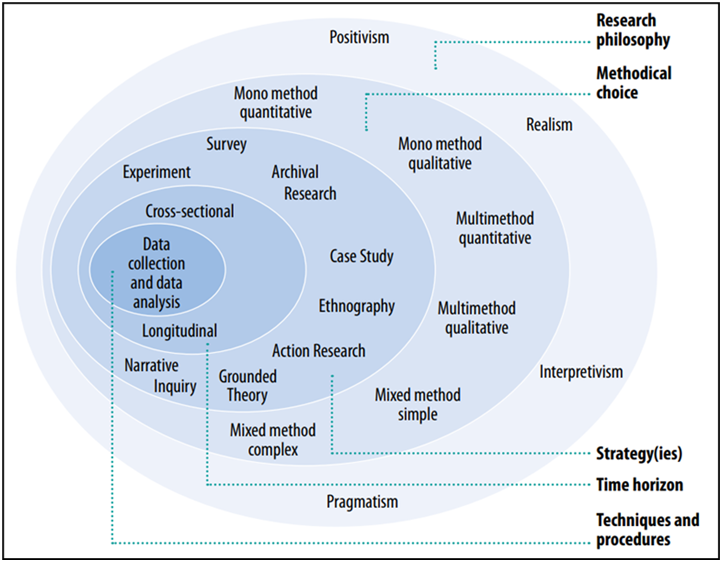 Positivism
Research
philosophy
Methodical
choice
Mono method
quantitative
Realism
Survey
Mono method
qualitative
Experiment
Archival
Research
Cross-sectional
Multimethod
quantitative
Data
collection
and data
analysis
Case Study
Ethnography
Multimethod
qualitative
Longitudinal
Action Research
Narrative
Inquiry
Grounded
Theory
Interpretivism
Mixed method
simple
Mixed method
complex
Strategy(ies)
Time horizon
Pragmatism
Techniques and
procedures